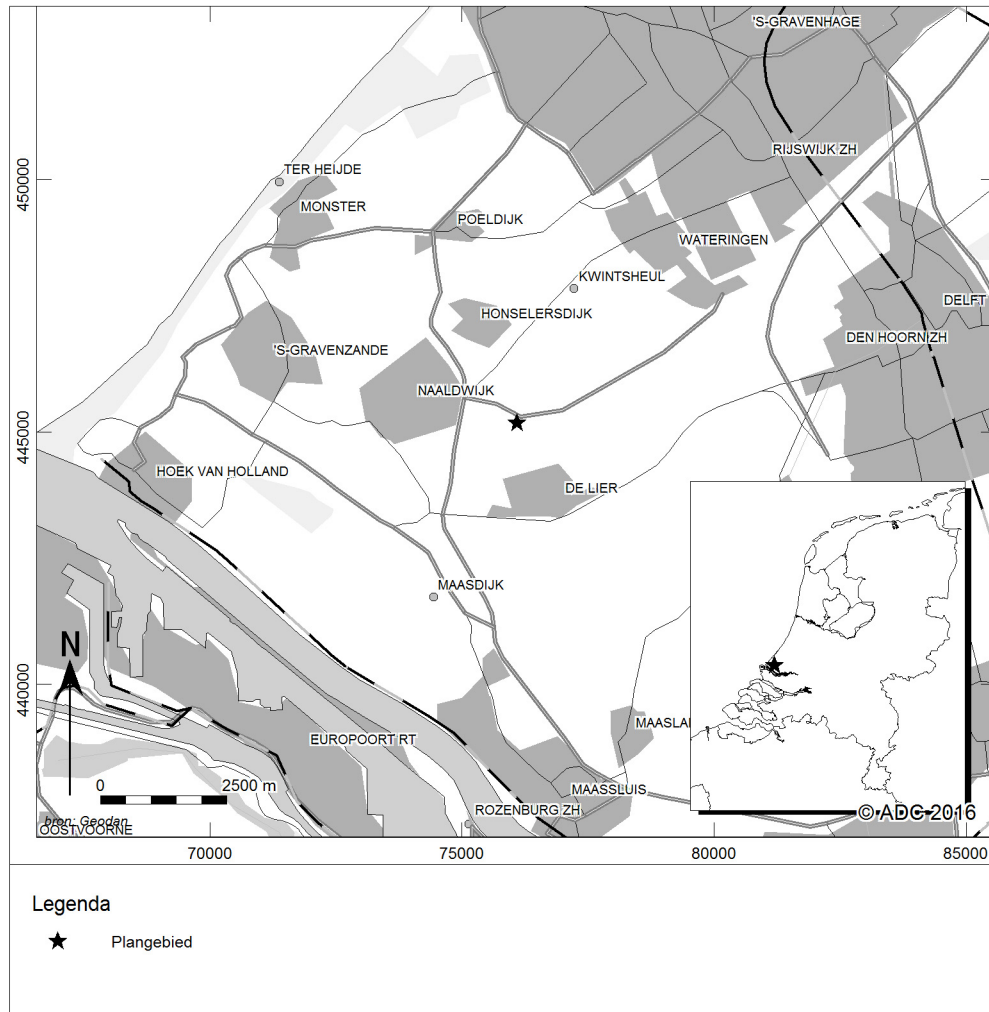 'S-GRAVENHAGE
RIJSWIJK ZH
450000
TER HEIJDE
MONSTER
POELDIJK
WATERINGEN
KWINTSHEUL
HONSELERSDIJK
DELFT
DEN HOORN ZH
'S-GRAVENZANDE
NAALDWIJK
445000
HOEK VAN HOLLAND
DE LIER
MAASDIJK
N
440000
MAASLA
EUROPOORT RT
0
2500 m
MAASSLUIS
ROZENBURG ZH
bron: Geodan
OOSTVOORNE
© ADC 2016
70000
75000
80000
85000
Legenda
Plangebied